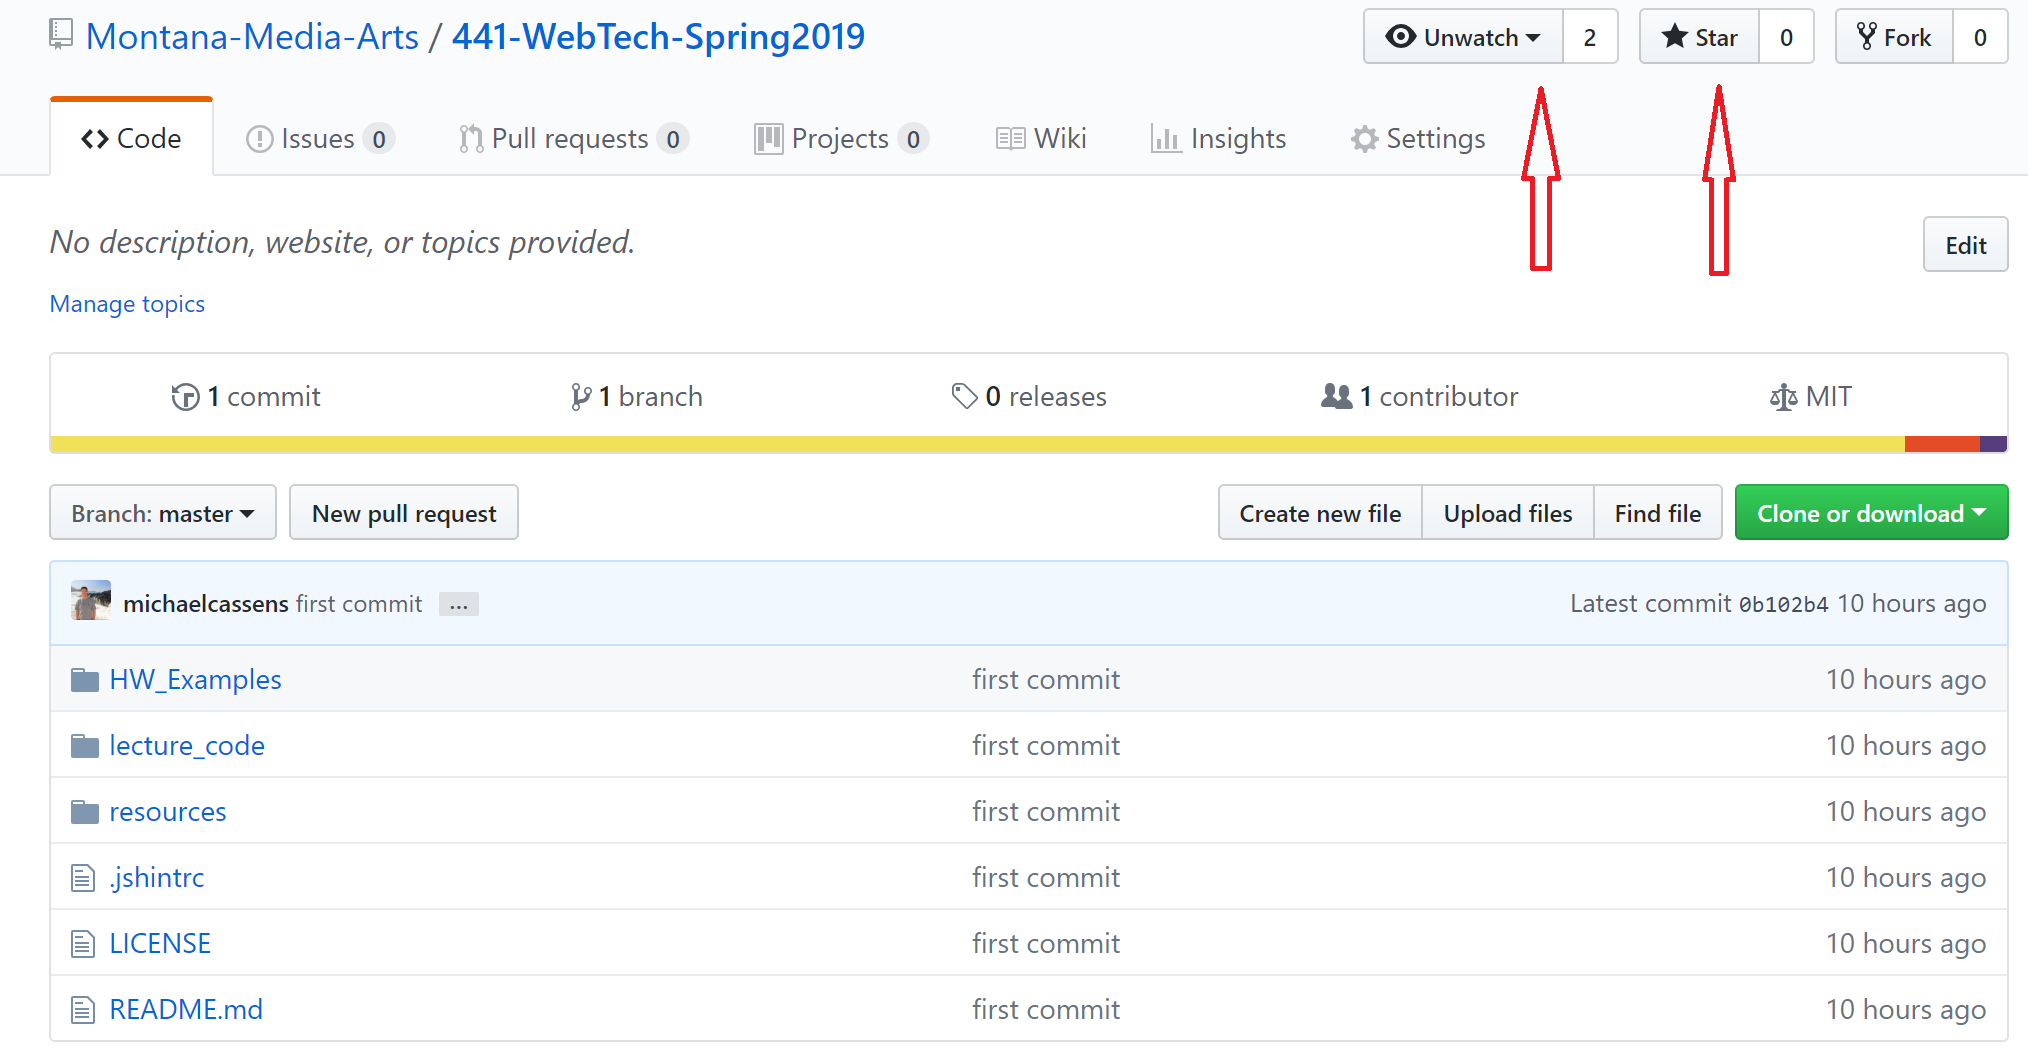 Montana-Media-Arts / 441-WebTech-Spring2019 Unwatch 2 Star 0 Fork 0
Code Issues 0 Pull requests 0 Projects 0 Wiki Insights Settings
No description, website, or topics provided. Edit
Manage topics
1 commit 1 branch 0 releases 1 contributor MIT
Branch: master New pull request Create new file Upload files Find file Clone or download
michaelcassens first commit ... Latest commit 0b102b4 10 hours ago
HW_Examples first commit 10 hours ago
lecture_code first commit 10 hours ago
resources first commit 10 hours ago
.jshintrc first commit 10 hours ago
LICENSE first commit 10 hours ago
README.md first commit 10 hours ago